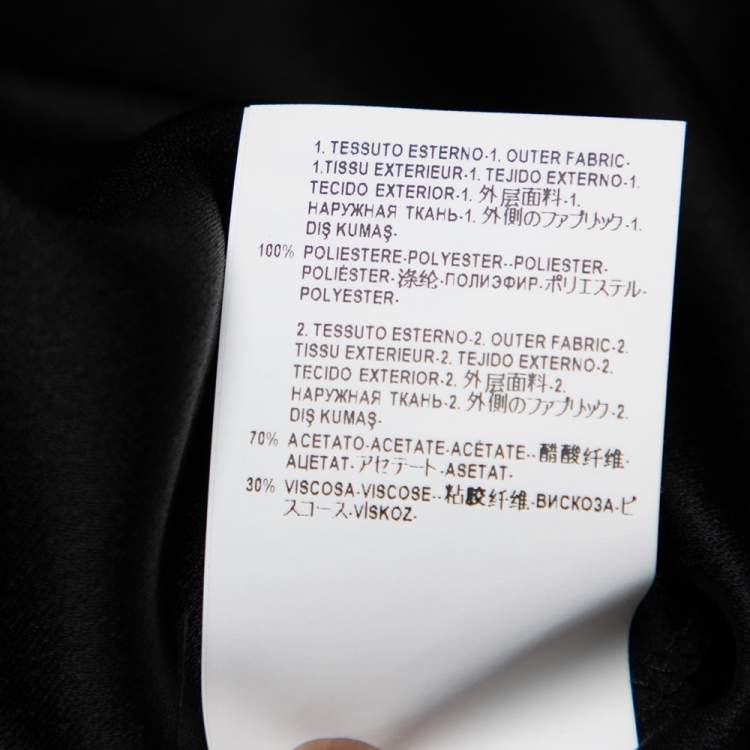 1. TESSUTO ESTERNO-1. OUTER FABRIC-
1.TISSU EXTERIEUR-1. TEJIDO EXTERNO-1.
TECIDO EXTERIOR-1. 外层面料-1.
НАРУЖНАЯ ТКАНЬ-1. 外側のファブリック-1.
DIŞ KUMAŞ-
100% POLIESTERE-POLYESTER--POLIESTER-
POLIÉSTER-涤纶-ПОЛИЭФИР-ポリエステル-
POLYESTER-
2. TESSUTO ESTERNO-2. OUTER FABRIC-2.
TISSU EXTERIEUR-2. TEJIDO EXTERNO-2.
TECIDO EXTERIOR-2. 外层面料-2.
НАРУЖНАЯ ТКАНЬ-2. 外側のファブリック-2.
DIŞ KUMAŞ-
70% ACETATO-ACETATE-ACÉTATE--醋酸纤维-
АЦЕТАТ-アセテート-ASETAT-
30% VISCOSA-VISCOSE--粘胶纤维-ВИСКОЗА-ビ
スコース-VİSKOZ-